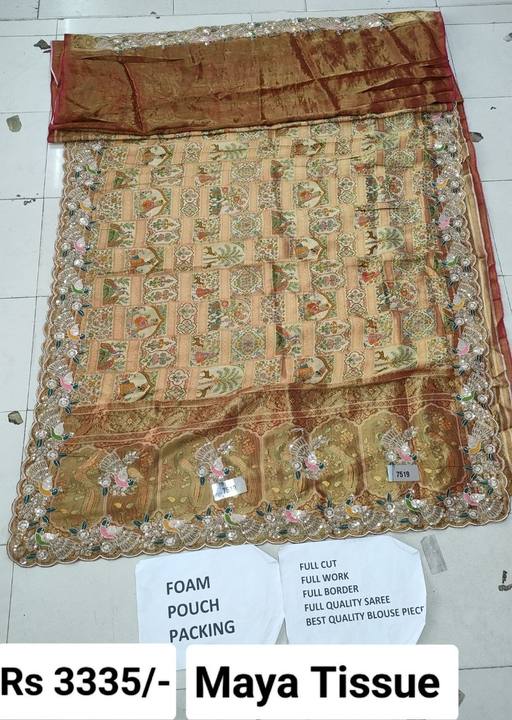 7519
7519
FOAM
POUCH
PACKING
FULL CUT
FULL WORK
FULL BORDER
FULL QUALITY SAREE
BEST QUALITY BLOUSE PIECE
Rs 3335/-
Maya Tissue